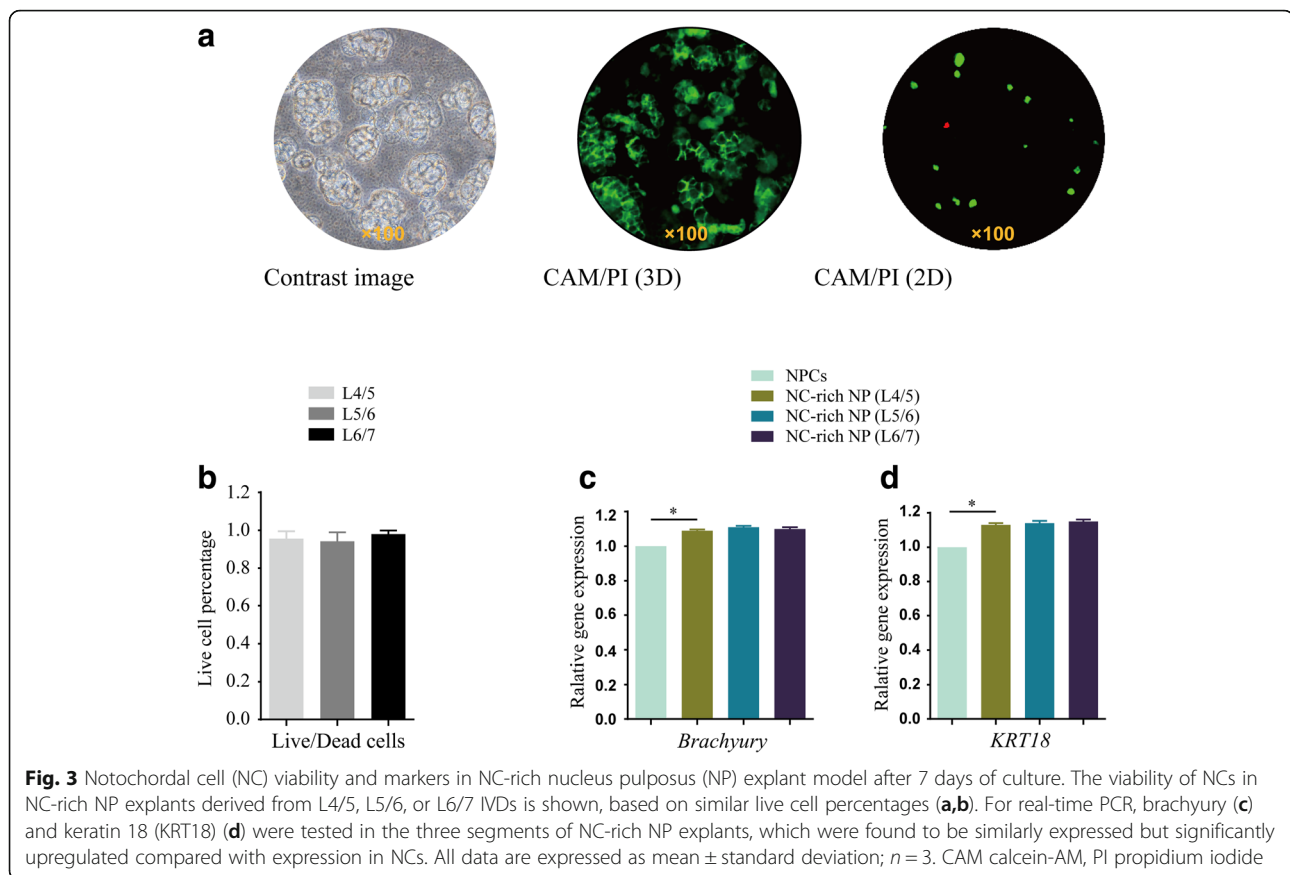 a
×100
×100
×100
Contrast image
CAM/PI (3D)
CAM/PI (2D)
L4/5
L5/6
L6/7
NPCs
NC-rich NP (L4/5)
NC-rich NP (L5/6)
NC-rich NP (L6/7)
b
1.2
1.0
0.8
0.6
0.4
0.2
0.0
Live cell percentage
Live/Dead cells
c
*
1.2
1.0
0.8
0.6
0.4
0.2
0.0
Ralative gene expression
Brachyury
d
*
1.2
1.0
0.8
0.6
0.4
0.2
0.0
Ralative gene expression
KRT18
Fig. 3 Notochordal cell (NC) viability and markers in NC-rich nucleus pulposus (NP) explant model after 7 days of culture. The viability of NCs in
NC-rich NP explants derived from L4/5, L5/6, or L6/7 IVDs is shown, based on similar live cell percentages (a,b). For real-time PCR, brachyury (c)
and keratin 18 (KRT18) (d) were tested in the three segments of NC-rich NP explants, which were found to be similarly expressed but significantly
upregulated compared with expression in NCs. All data are expressed as mean ± standard deviation; n = 3. CAM calcein-AM, PI propidium iodide